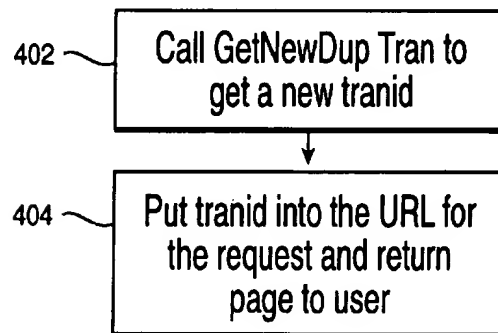 402
Call GetNewDup Tran to
get a new tranid
404
Put tranid into the URL for
the request and return
page to user